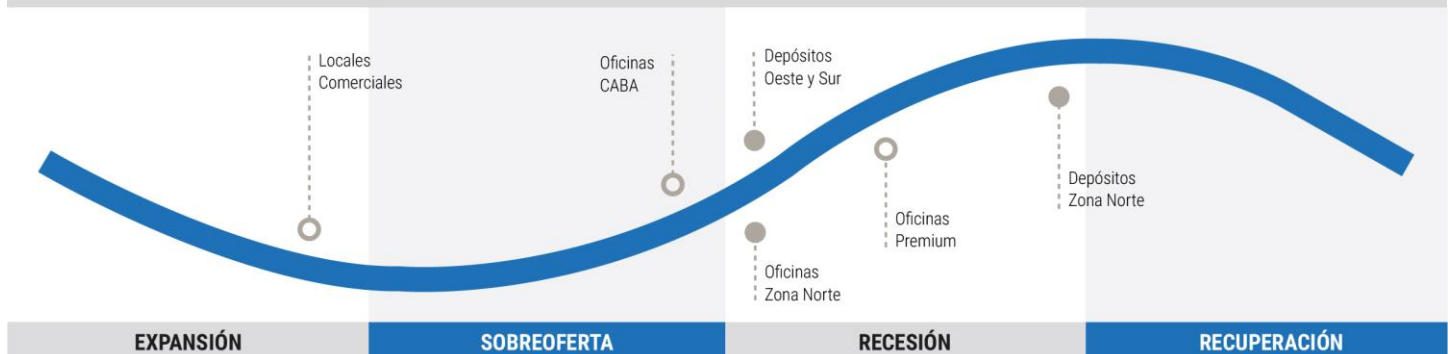 Locales
Comerciales
Oficinas
CABA
Depósitos
Oeste y Sur
Oficinas
Zona Norte
Oficinas
Premium
Depósitos
Zona Norte
EXPANSIÓN
SOBREOFERTA
RECESIÓN
RECUPERACIÓN